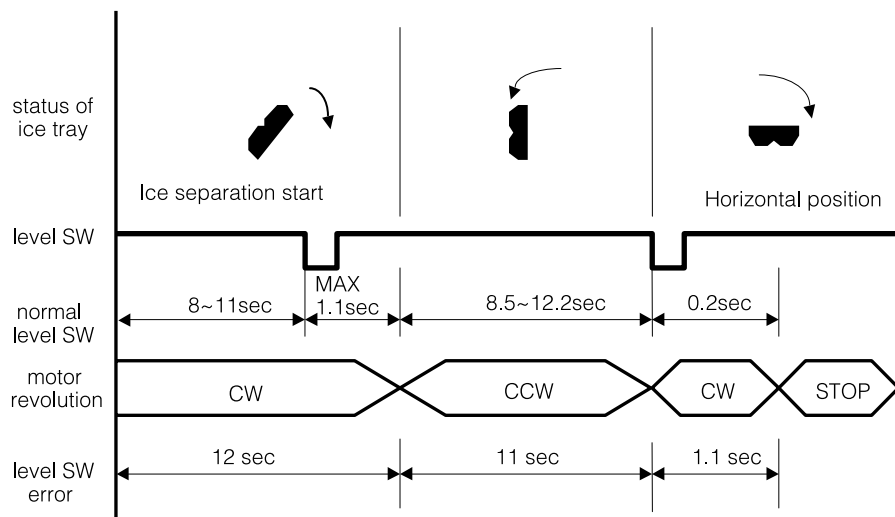 status of
ice tray
Ice separation start
Horizontal position
level SW
normal
level SW
8~11sec
MAX
1.1sec
8.5~12.2sec
0.2sec
motor
revolution
CW
CCW
CW
STOP
level SW
error
12 sec
11 sec
1.1 sec